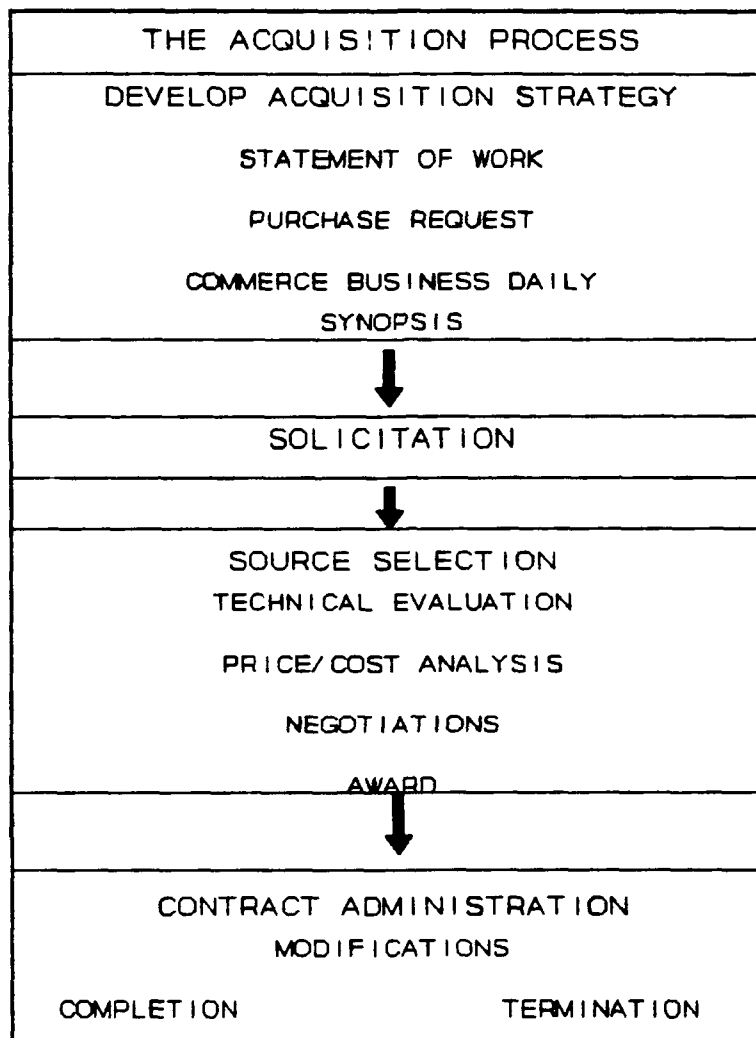 THE ACQUISITION PROCESS
DEVELOP ACQUISITION STRATEGY
STATEMENT OF WORK
PURCHASE REQUEST
COMMERCE BUSINESS DAILY
SYNOPSIS
SOLICITATION
SOURCE SELECTION
TECHNICAL EVALUATION
PRICE/COST ANALYSIS
NEGOTIATIONS
AWARD
CONTRACT ADMINISTRATION
MODIFICATIONS
COMPLETION TERMINATION